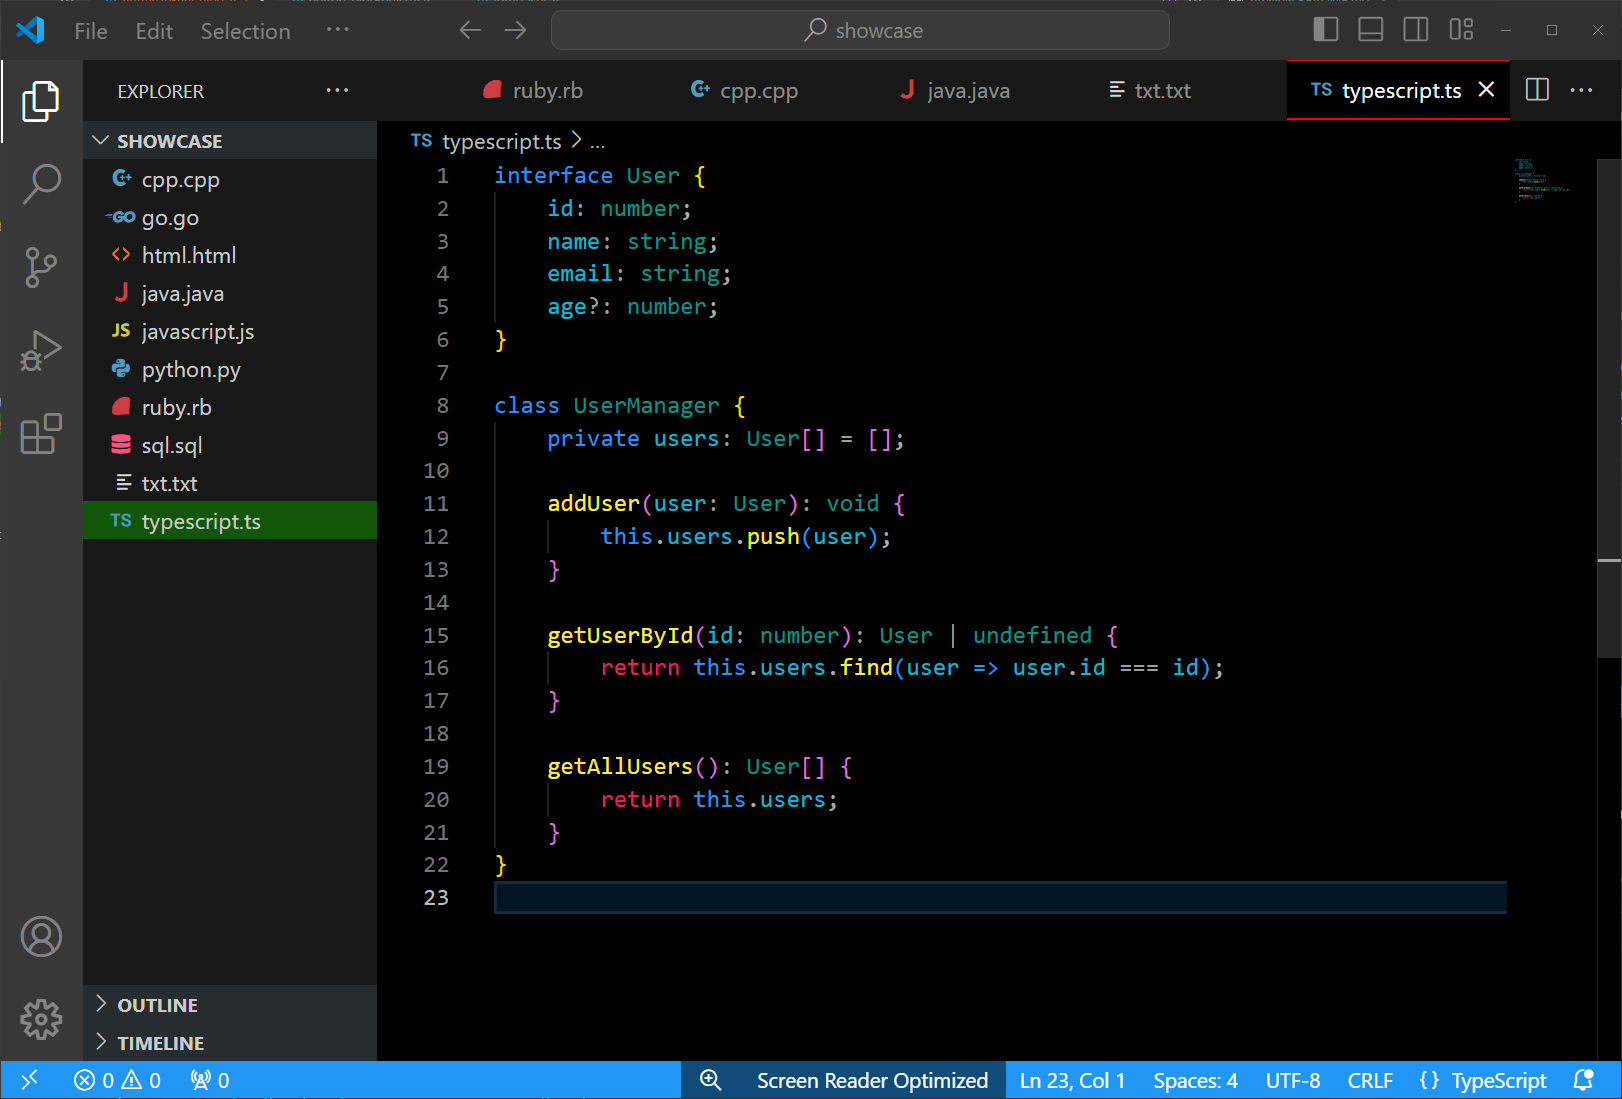 File Edit Selection ··· showcase
EXPLORER ···
ruby.rb cpp.cpp java.java txt.txt TS typescript.ts ···
SHOWCASE
cpp.cpp
GO go.go
html.html
J java.java
JS javascript.js
python.py
ruby.rb
sql.sql
txt.txt
TS typescript.ts
OUTLINE
TIMELINE
TS typescript.ts > ...
1 interface User {
2 id: number;
3 name: string;
4 email: string;
5 age?: number;
6 }
7
8 class UserManager {
9 private users: User[] = [];
10
11 addUser(user: User): void {
12 this.users.push(user);
13 }
14
15 getUserById(id: number): User | undefined {
16 return this.users.find(user => user.id === id);
17 }
18
19 getAllUsers(): User[] {
20 return this.users;
21 }
22 }
23
0 0 0 Screen Reader Optimized Ln 23, Col 1 Spaces: 4 UTF-8 CRLF {} TypeScript